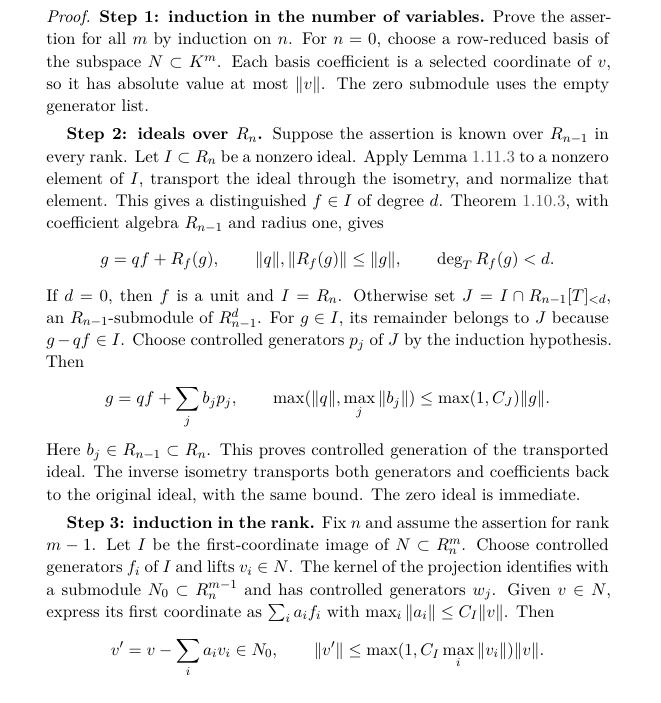 Proof. Step 1: induction in the number of variables. Prove the asser-
tion for all m by induction on n. For n = 0, choose a row-reduced basis of
the subspace N ⊂ K^m. Each basis coefficient is a selected coordinate of v,
so it has absolute value at most ‖v‖. The zero submodule uses the empty
generator list.
Step 2: ideals over R_n. Suppose the assertion is known over R_{n−1} in
every rank. Let I ⊂ R_n be a nonzero ideal. Apply Lemma 1.11.3 to a nonzero
element of I, transport the ideal through the isometry, and normalize that
element. This gives a distinguished f ∈ I of degree d. Theorem 1.10.3, with
coefficient algebra R_{n−1} and radius one, gives
g = qf + R_f(g), ‖q‖, ‖R_f(g)‖ ≤ ‖g‖, deg_T R_f(g) < d.
If d = 0, then f is a unit and I = R_n. Otherwise set J = I ∩ R_{n−1}[T]_{<d},
an R_{n−1}-submodule of R_{n−1}^d. For g ∈ I, its remainder belongs to J because
g − qf ∈ I. Choose controlled generators p_j of J by the induction hypothesis.
Then
g = qf + ∑_j b_j p_j, max(‖q‖, max_j ‖b_j‖) ≤ max(1, C_J)‖g‖.
Here b_j ∈ R_{n−1} ⊂ R_n. This proves controlled generation of the transported
ideal. The inverse isometry transports both generators and coefficients back
to the original ideal, with the same bound. The zero ideal is immediate.
Step 3: induction in the rank. Fix n and assume the assertion for rank
m − 1. Let I be the first-coordinate image of N ⊂ R_n^m. Choose controlled
generators f_i of I and lifts v_i ∈ N. The kernel of the projection identifies with
a submodule N_0 ⊂ R_n^{m−1} and has controlled generators w_j. Given v ∈ N,
express its first coordinate as ∑_i a_i f_i with max_i ‖a_i‖ ≤ C_I‖v‖. Then
v′ = v − ∑_i a_i v_i ∈ N_0, ‖v′‖ ≤ max(1, C_I max_i ‖v_i‖)‖v‖.